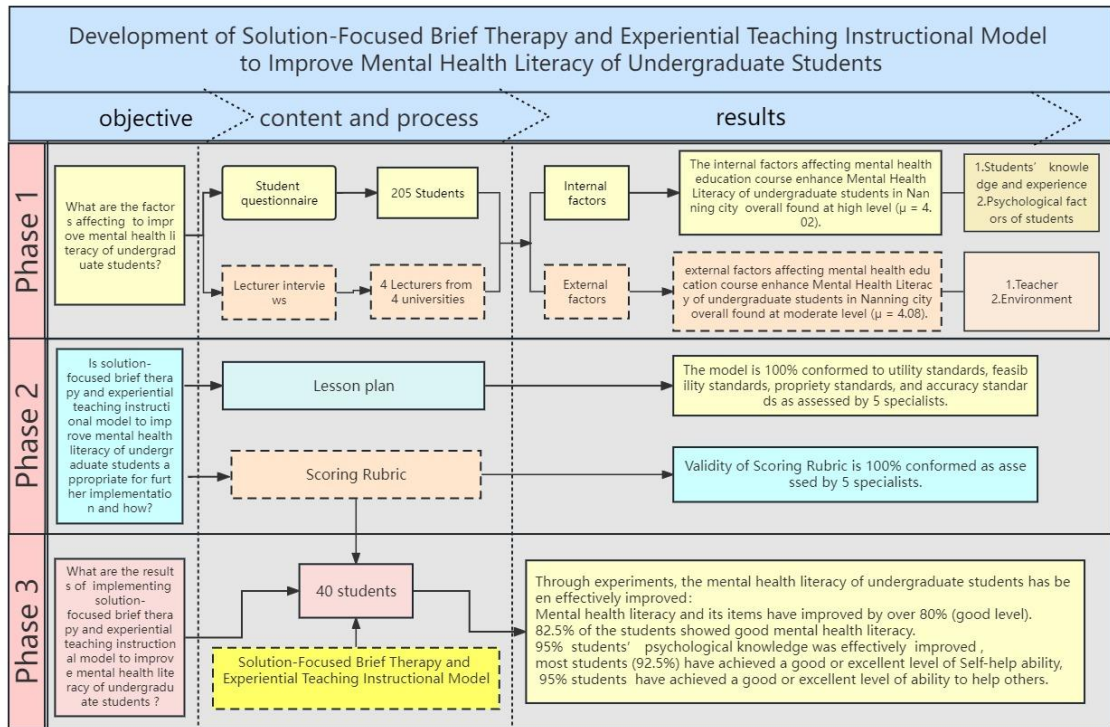 Development of Solution-Focused Brief Therapy and Experiential Teaching Instructional Model
to Improve Mental Health Literacy of Undergraduate Students
objective
content and process
results
Phase 1
What are the factor
s affecting  to impr
ove mental health li
teracy of undergrad
uate students?
Student
questionnaire
205 Students
Lecturer intervie
ws
4 Lecturers from
4 universities
Internal
factors
External
factors
The internal factors affecting mental health
education course enhance Mental Health
Literacy of undergraduate students in Nan
ning city  overall found at high level (μ = 4.
02).
1.Students' knowle
dge and experience
2.Psychological fact
ors of students
external factors affecting mental health edu
cation course enhance Mental Health Literac
y of undergraduate students in Nanning city
overall found at moderate level (μ = 4.08).
1.Teacher
2.Environment
Phase 2
Is solution-
focused brief thera
py and experiential
teaching instructi
onal model to imp
rove mental health
literacy of undergr
aduate students a
ppropriate for furt
her implementatio
n and how?
Lesson plan
Scoring Rubric
The model is 100% conformed to utility standards, feasib
ility standards, propriety standards, and accuracy standar
ds as assessed by 5 specialists.
Validity of Scoring Rubric is 100% conformed as asse
ssed by 5 specialists.
Phase 3
What are the result
s of  implementing
solution-
focused brief thera
py and experiential
teaching instruction
al model to improv
e mental health lite
racy of undergradu
ate students ?
40 students
Solution-Focused Brief Therapy and
Experiential Teaching Instructional Model
Through experiments, the mental health literacy of undergraduate students has be
en effectively improved:
Mental health literacy and its items have improved by over 80% (good level).
82.5% of the students showed good mental health literacy.
95%  students'  psychological knowledge was effectively  improved ,
most students (92.5%) have achieved a good or excellent level of Self-help ability,
95% students  have achieved a good or excellent level of ability to help others.